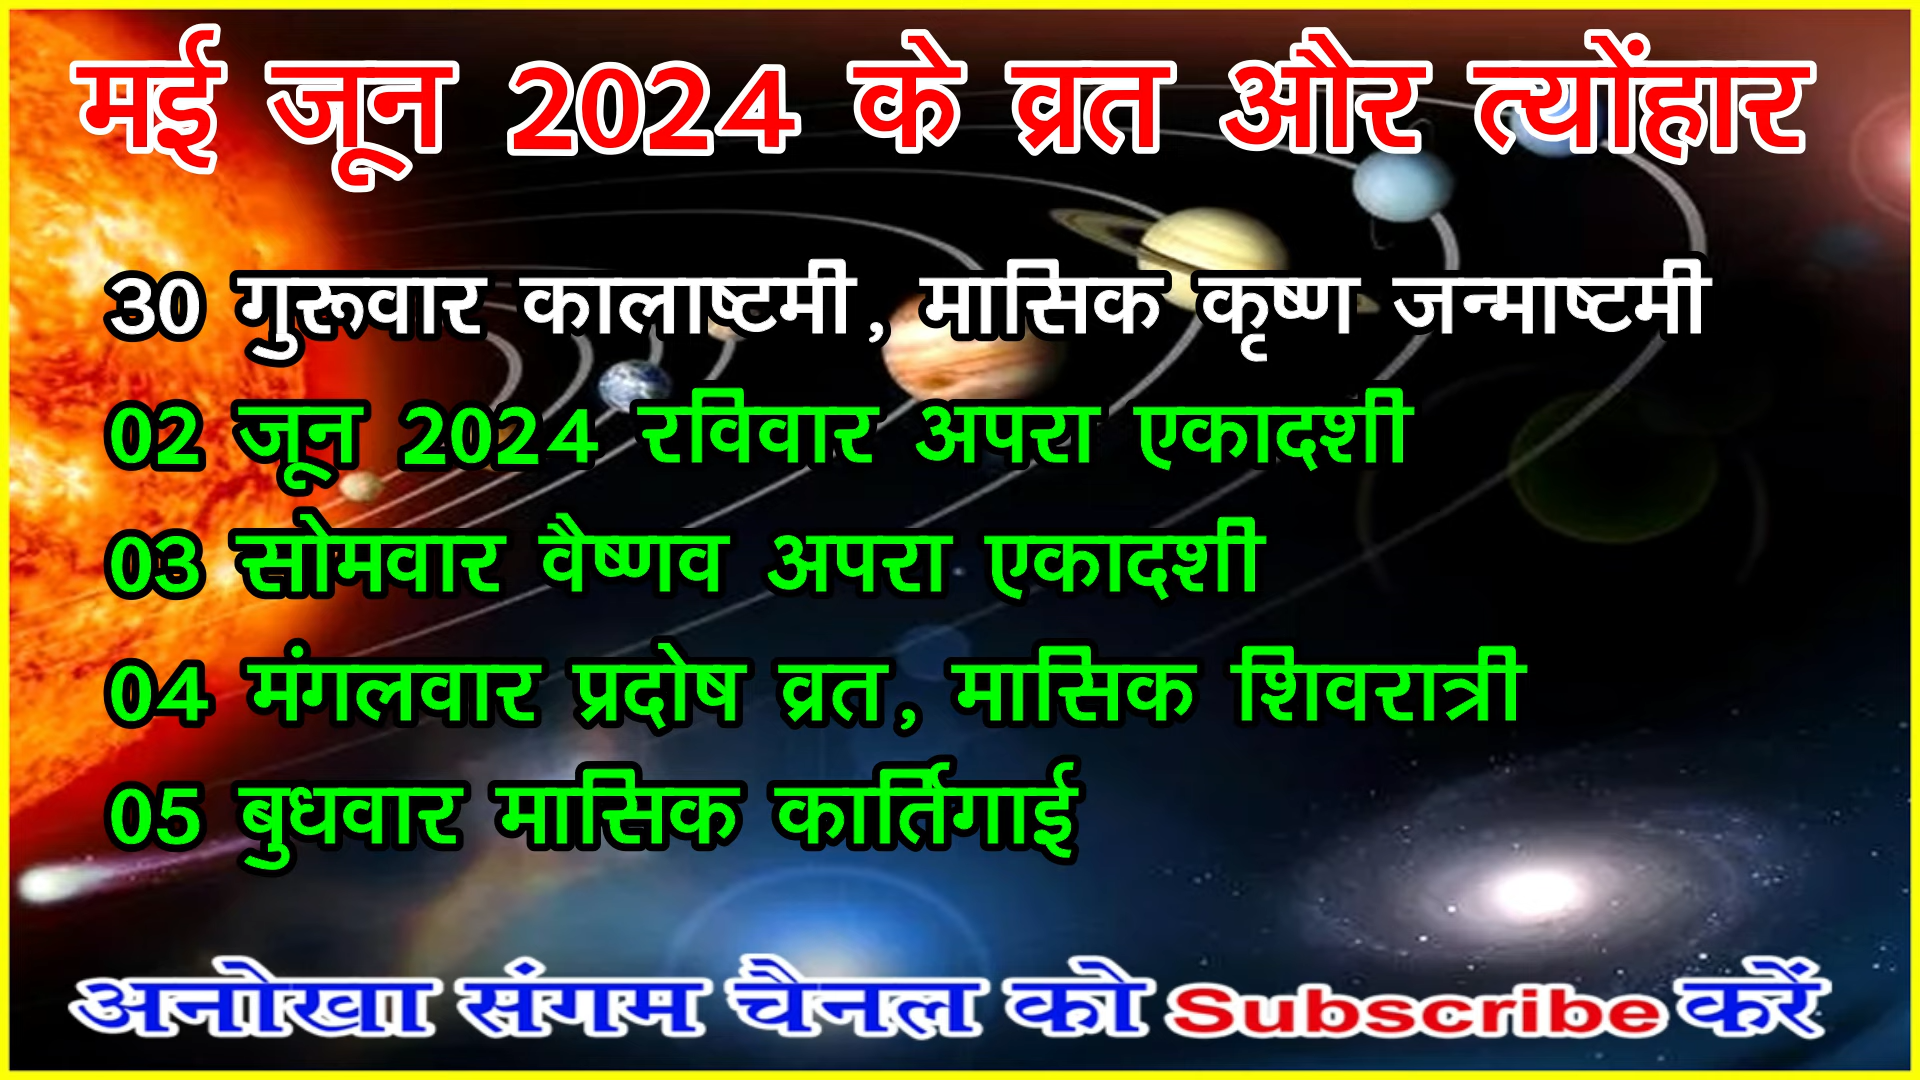 मई जून 2024 के व्रत और त्योंहार
30 गुरूवार कालाष्टमी, मासिक कृष्ण जन्माष्टमी
02 जून 2024 रविवार अपरा एकादशी
03 सोमवार वैष्णव अपरा एकादशी
04 मंगलवार प्रदोष व्रत, मासिक शिवरात्री
05 बुधवार मासिक कार्तिगाई
अनोखा संगम चैनल को Subscribe करें